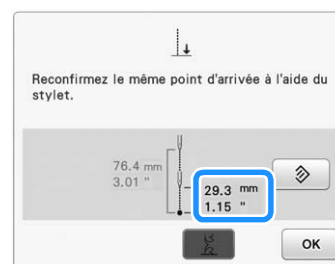 Reconfirmez le même point d'arrivée à l'aide du
stylet.
76.4 mm
3.01 "
29.3 mm
1.15 "
OK